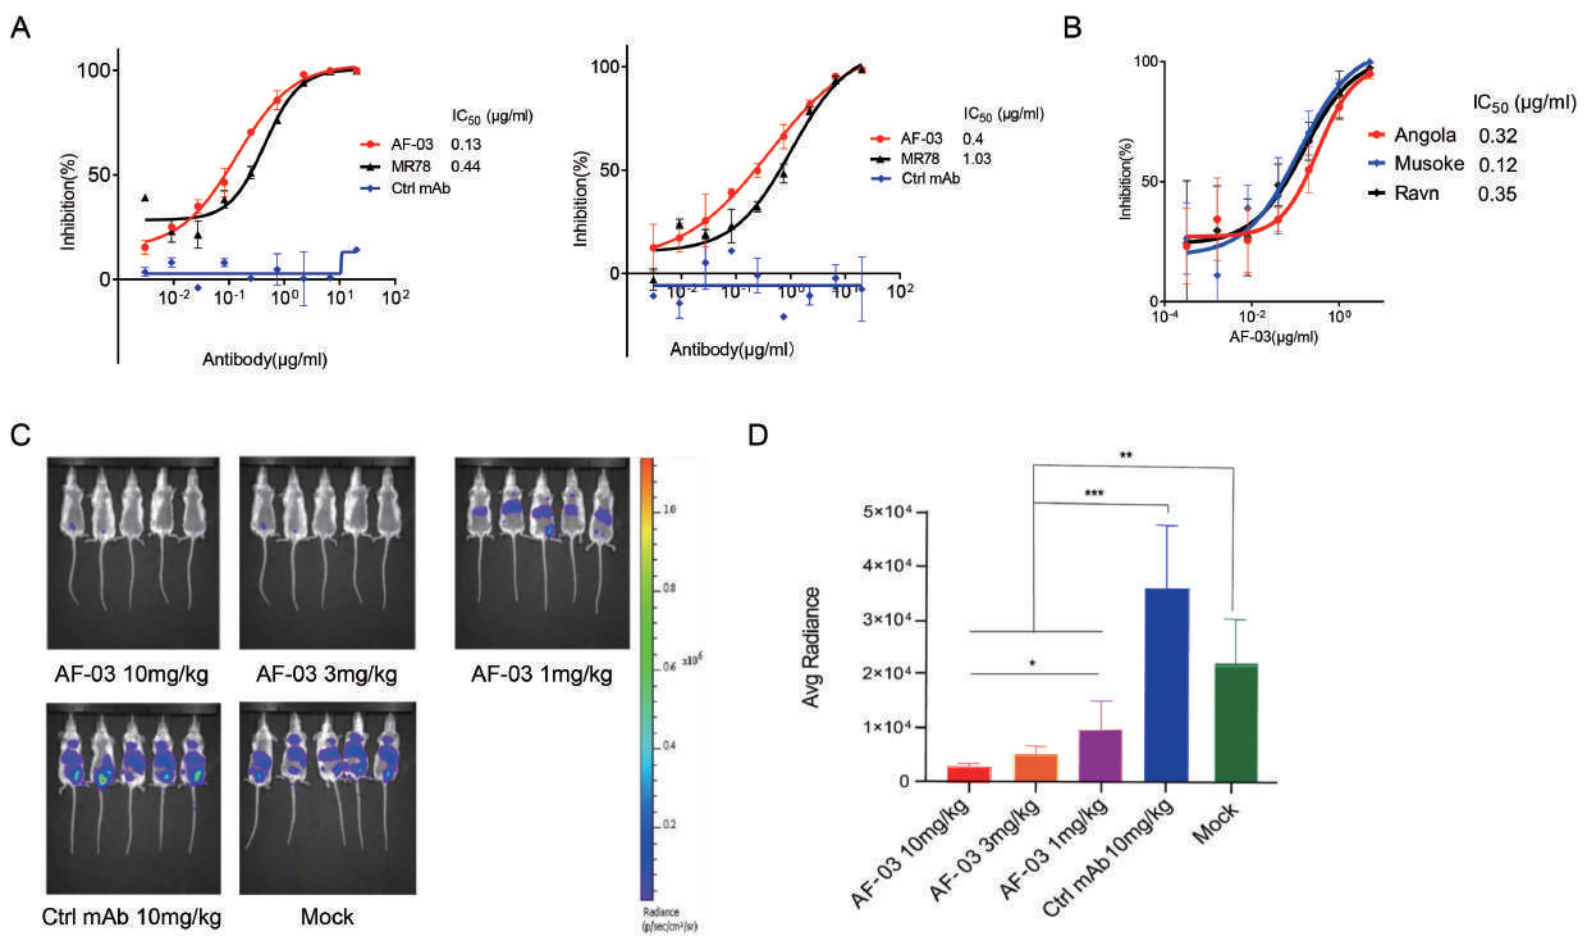 A
100
50
0
Inhibition(%)
10-2 10-1 100 101 102
Antibody(μg/ml)
IC50 (μg/ml)
AF-03 0.13
MR78 0.44
Ctrl mAb
100
50
0
Inhibition(%)
10-2 10-1 100 101 102
Antibody(μg/ml)
IC50 (μg/ml)
AF-03 0.4
MR78 1.03
Ctrl mAb
B
100
50
0
Inhibition(%)
10-4 10-2 100
AF-03(μg/ml)
IC50 (μg/ml)
Angola 0.32
Musoke 0.12
Ravn 0.35
C
AF-03 10mg/kg
AF-03 3mg/kg
AF-03 1mg/kg
Ctrl mAb 10mg/kg
Mock
1.0
0.8
0.6 x106
0.4
0.2
Radiance
(p/sec/cm²/sr)
D
**
***
*
5×10⁴
4×10⁴
3×10⁴
2×10⁴
1×10⁴
0
Avg Radiance
AF-03 10mg/kg
AF-03 3mg/kg
AF-03 1mg/kg
Ctrl mAb 10mg/kg
Mock